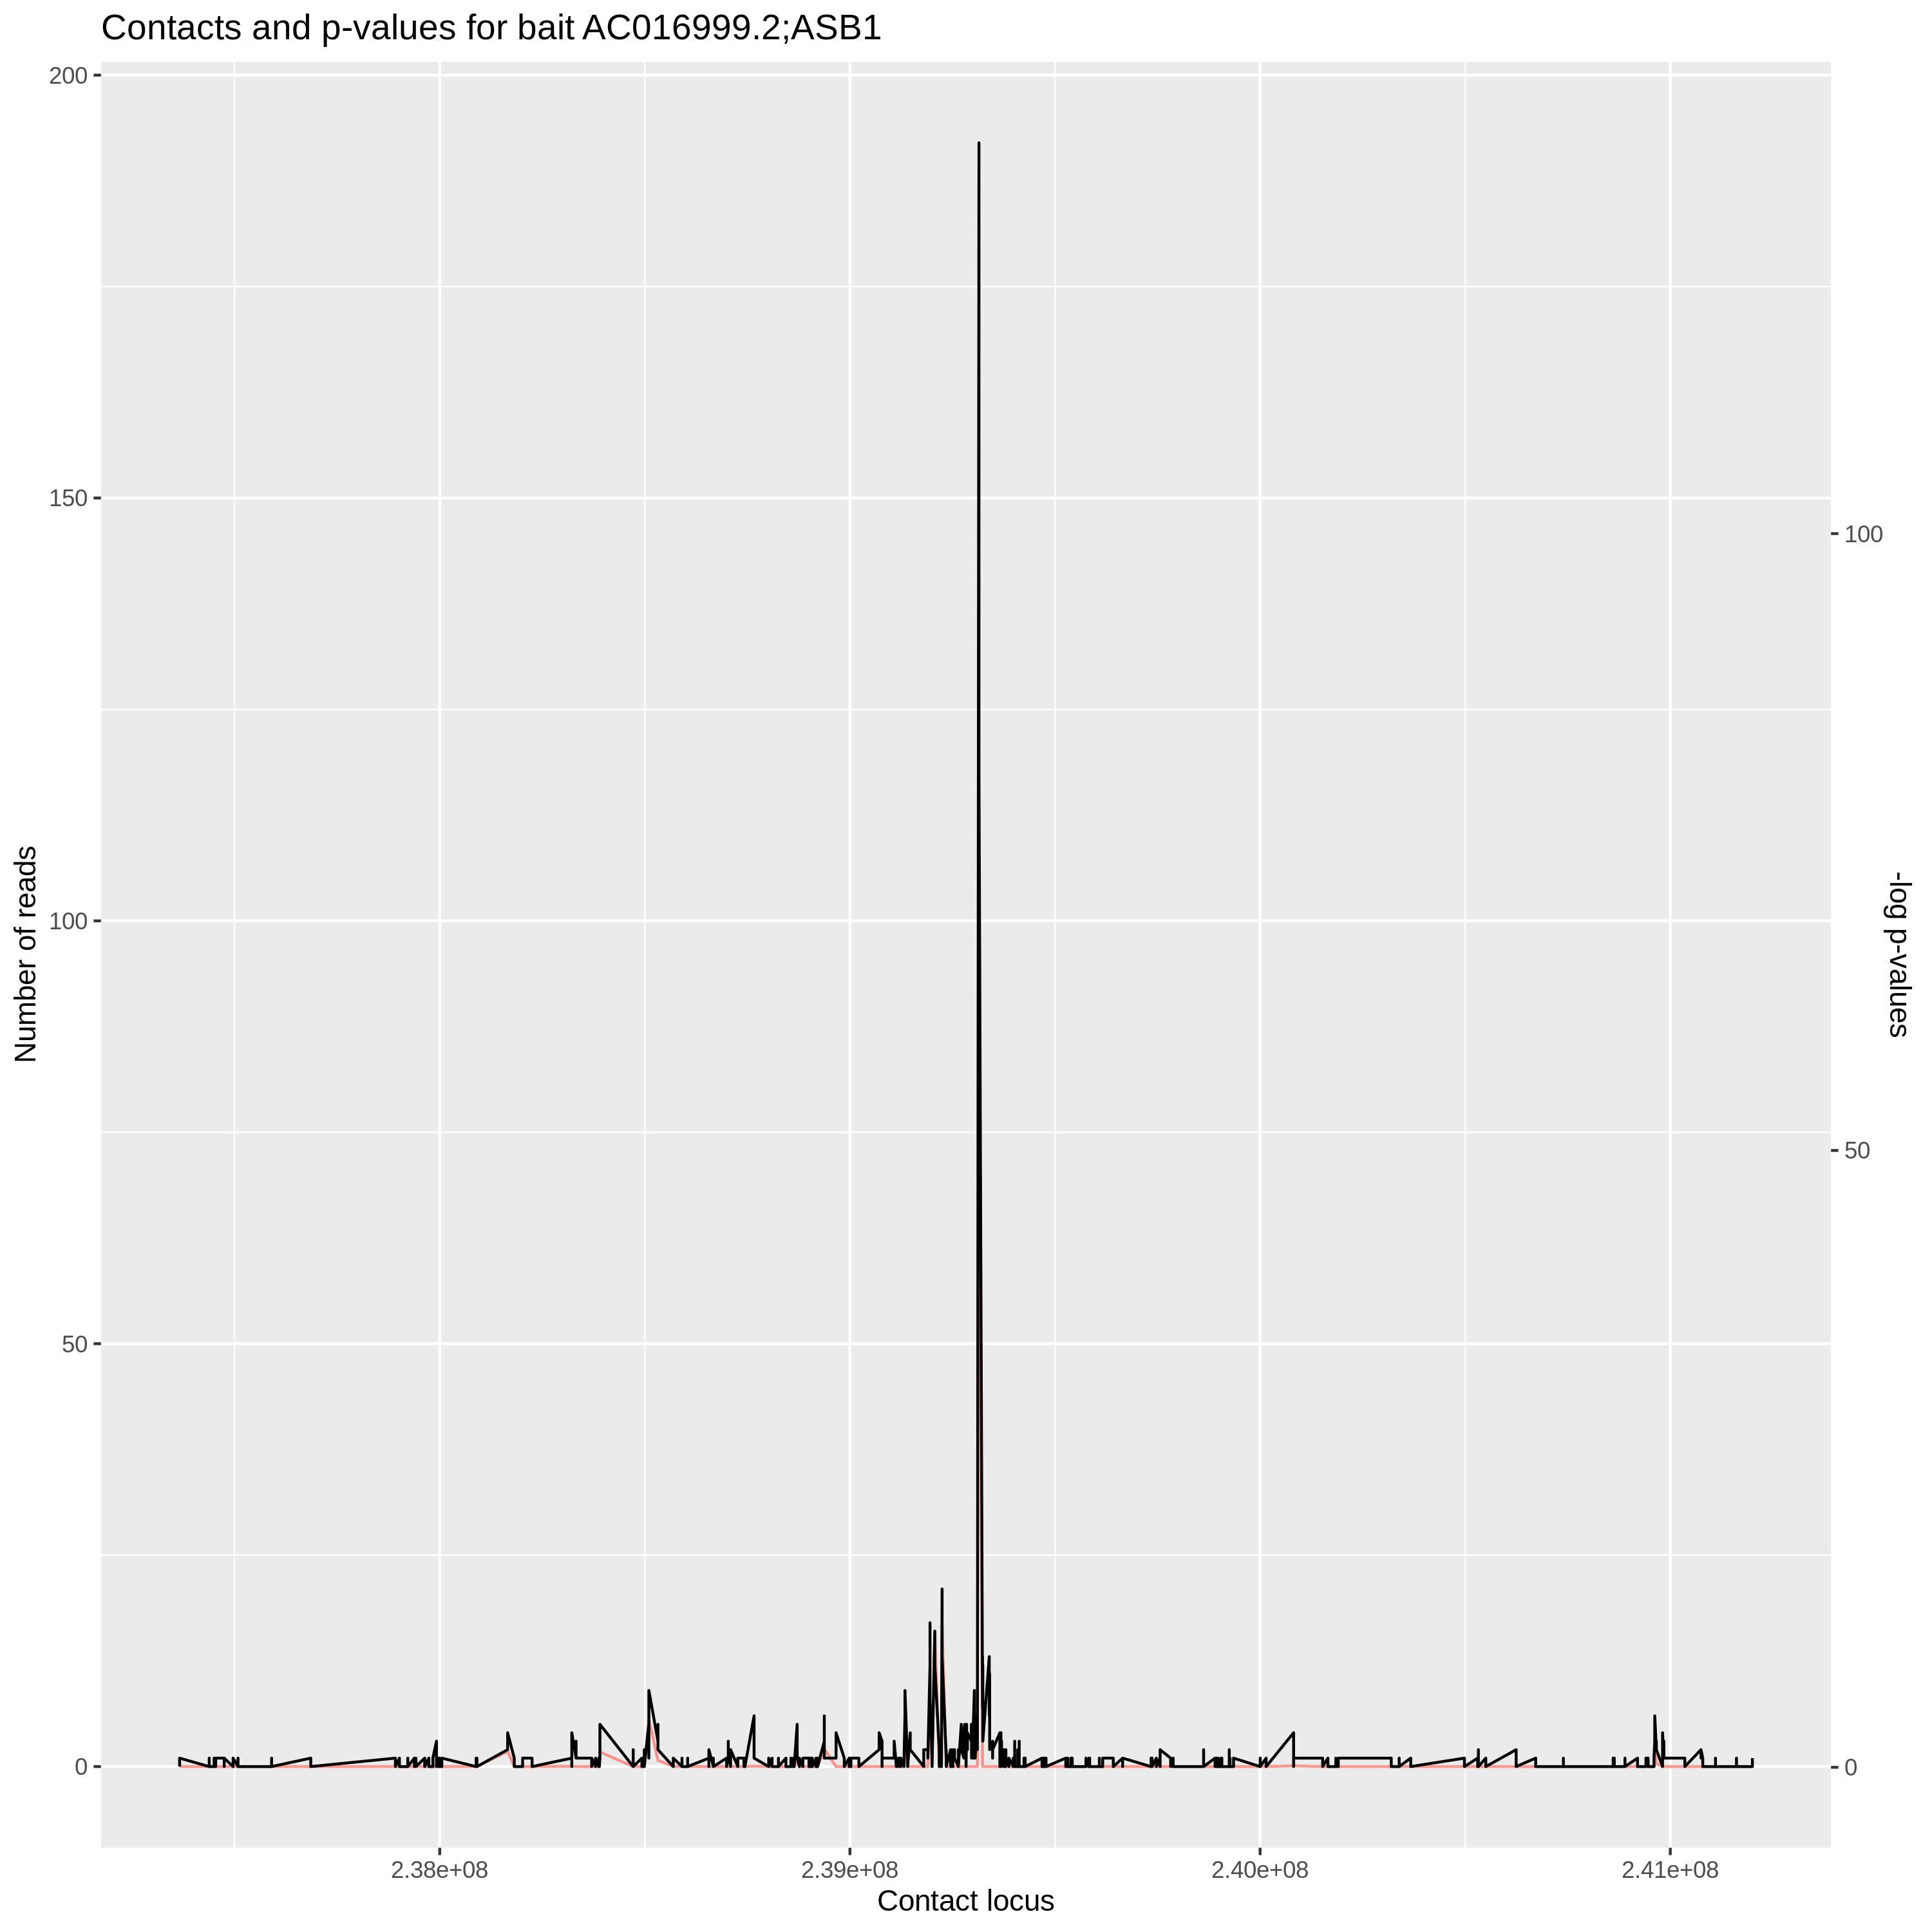 Contacts and p-values for bait AC016999.2;ASB1
200
150
100
50
0
Number of reads
100
50
0
-log p-values
2.38e+08
2.39e+08
2.40e+08
2.41e+08
Contact locus